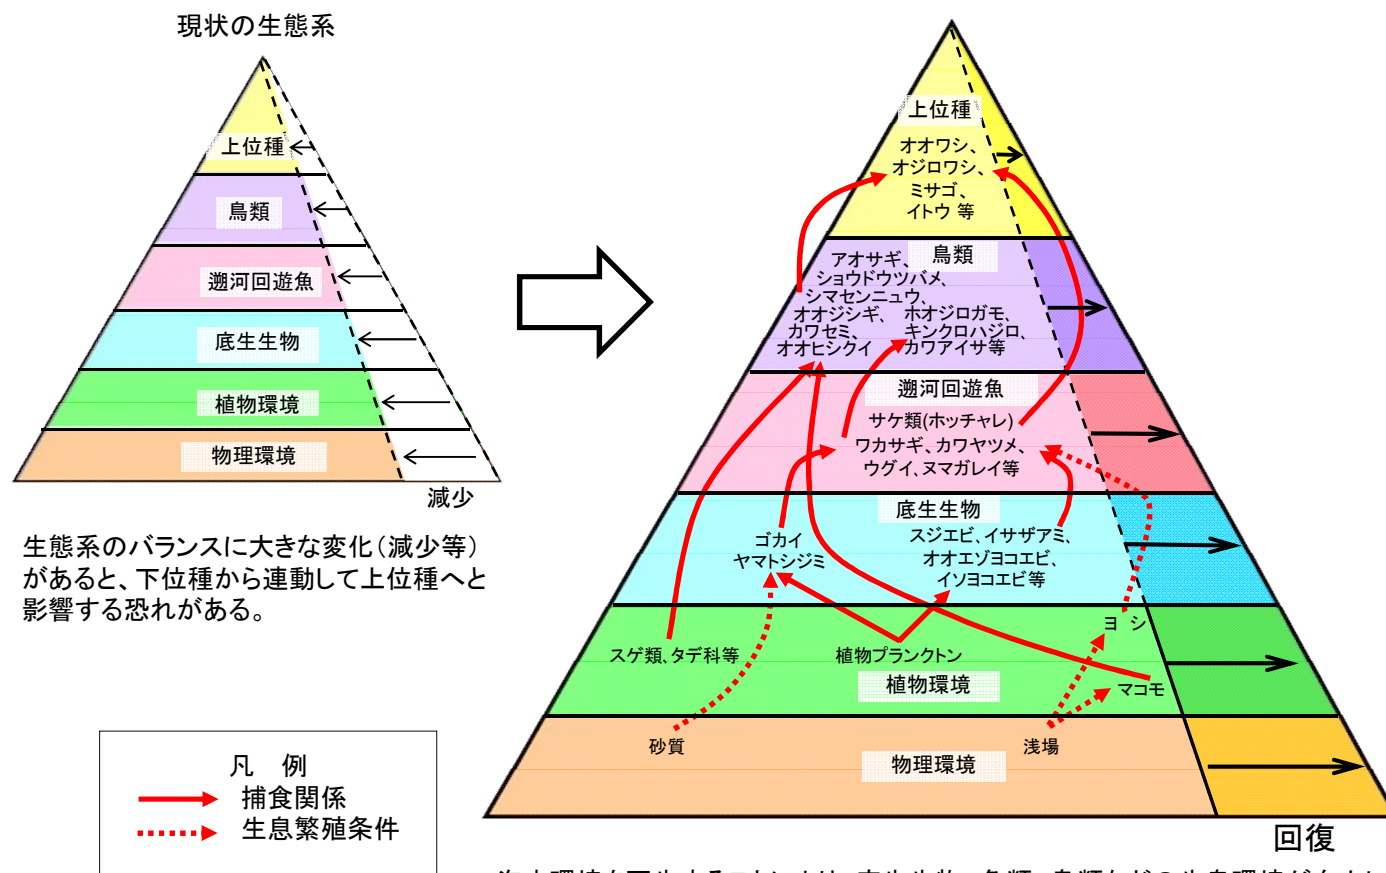 現状の生態系
上位種
鳥類
遡河回遊魚
底生生物
植物環境
物理環境
減少
生態系のバランスに大きな変化(減少等)
があると、下位種から連動して上位種へと
影響する恐れがある。
凡 例
捕食関係
生息繁殖条件
上位種
オオワシ、
オジロワシ、
ミサゴ、
イトウ 等
鳥類
アオサギ、
ショウドウツバメ、
シマセンニュウ、
オオジシギ、
カワセミ、
オオヒシクイ
ホオジロガモ、
キンクロハジロ、
カワアイサ等
遡河回遊魚
サケ類(ホッチャレ)
ワカサギ、カワヤツメ、
ウグイ、ヌマガレイ等
底生生物
ゴカイ
ヤマトシジミ
スジエビ、イサザアミ、
オオエゾヨコエビ、
イソヨコエビ等
ヨ シ
スゲ類、タデ科等
植物プランクトン
植物環境
マコモ
砂質
浅場
物理環境
回復